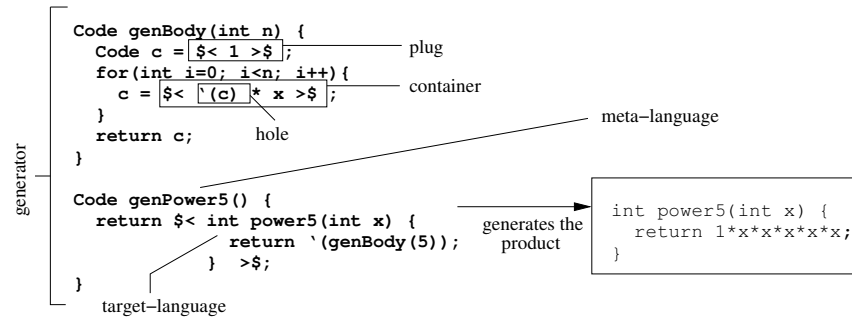 Code genBody(int n) {
Code c = $< 1 >$ ;
for(int i=0; i<n; i++){
c = $< `(c) * x >$ ;
}
return c;
}
plug
container
hole
meta-language
generator
Code genPower5() {
return $< int power5(int x) {
return `(genBody(5));
} >$;
}
target-language
generates the
product
int power5(int x) {
return 1*x*x*x*x*x;
}